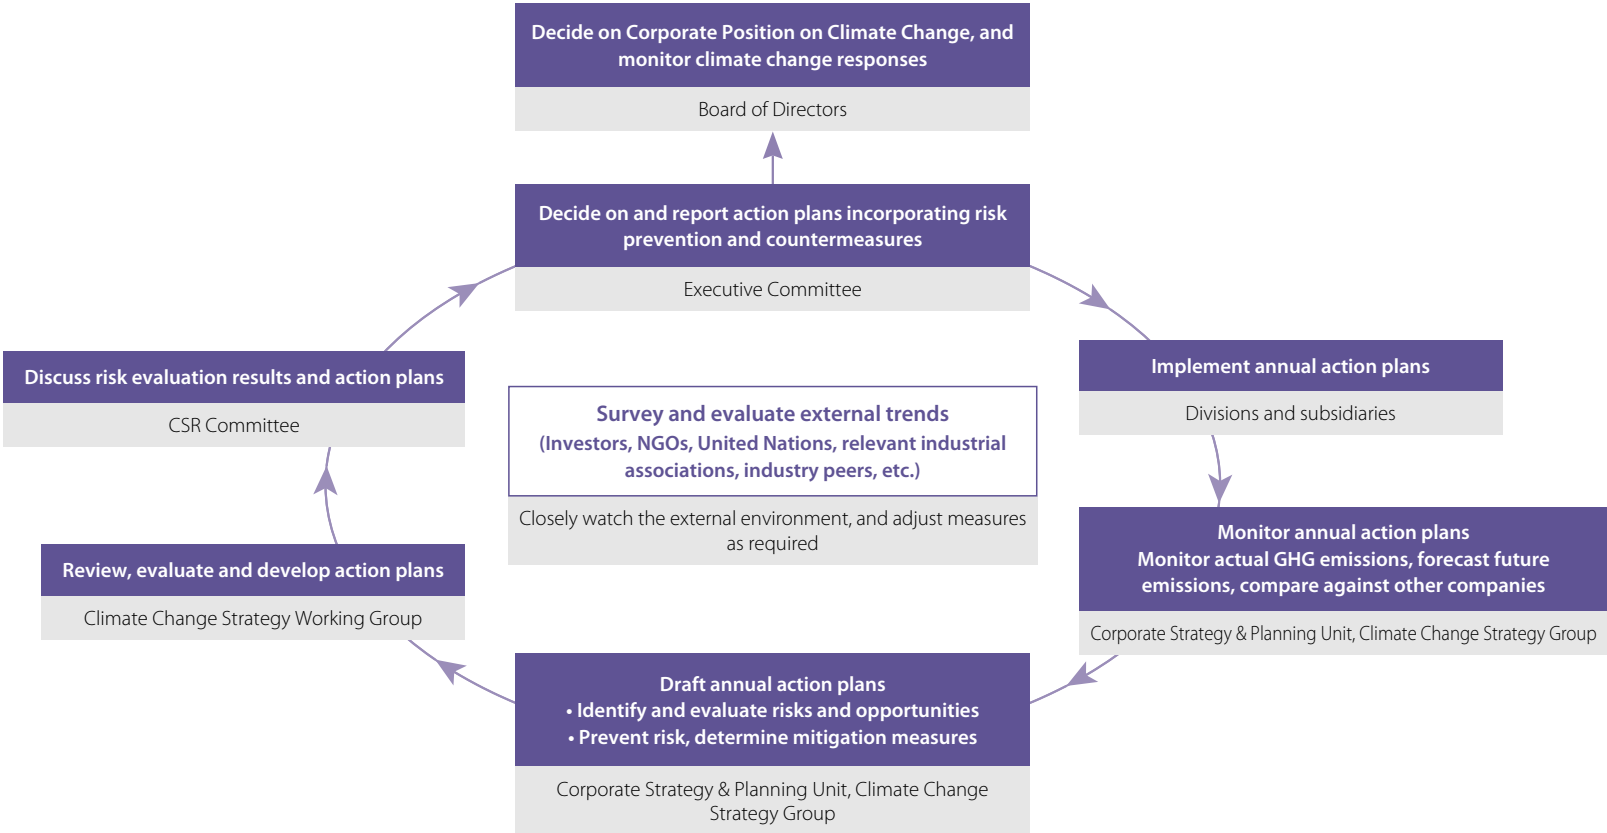 Decide on Corporate Position on Climate Change, and
monitor climate change responses
Board of Directors
Decide on and report action plans incorporating risk
prevention and countermeasures
Executive Committee
Discuss risk evaluation results and action plans
CSR Committee
Implement annual action plans
Divisions and subsidiaries
Survey and evaluate external trends
(Investors, NGOs, United Nations, relevant industrial
associations, industry peers, etc.)
Closely watch the external environment, and adjust measures
as required
Monitor annual action plans
Monitor actual GHG emissions, forecast future
emissions, compare against other companies
Corporate Strategy & Planning Unit, Climate Change Strategy Group
Review, evaluate and develop action plans
Climate Change Strategy Working Group
Draft annual action plans
• Identify and evaluate risks and opportunities
• Prevent risk, determine mitigation measures
Corporate Strategy & Planning Unit, Climate Change
Strategy Group